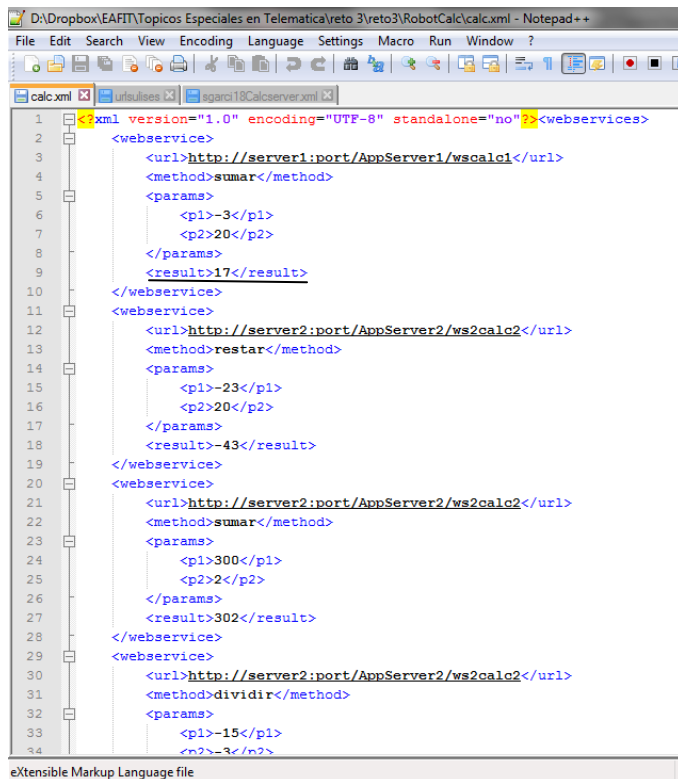 D:\Dropbox\EAFIT\Topicos Especiales en Telematica\reto 3\reto3\RobotCalc\calc.xml - Notepad++
File Edit Search View Encoding Language Settings Macro Run Window ?
calc.xml urlsulises sgarci18Calcserver.xml
1 <?xml version="1.0" encoding="UTF-8" standalone="no"?><webservices>
2 <webservice>
3 <url>http://server1:port/AppServer1/wscalc1</url>
4 <method>sumar</method>
5 <params>
6 <p1>-3</p1>
7 <p2>20</p2>
8 </params>
9 <result>17</result>
10 </webservice>
11 <webservice>
12 <url>http://server2:port/AppServer2/ws2calc2</url>
13 <method>restar</method>
14 <params>
15 <p1>-23</p1>
16 <p2>20</p2>
17 </params>
18 <result>-43</result>
19 </webservice>
20 <webservice>
21 <url>http://server2:port/AppServer2/ws2calc2</url>
22 <method>sumar</method>
23 <params>
24 <p1>300</p1>
25 <p2>2</p2>
26 </params>
27 <result>302</result>
28 </webservice>
29 <webservice>
30 <url>http://server2:port/AppServer2/ws2calc2</url>
31 <method>dividir</method>
32 <params>
33 <p1>-15</p1>
34 <p2>-3</p2>
eXtensible Markup Language file